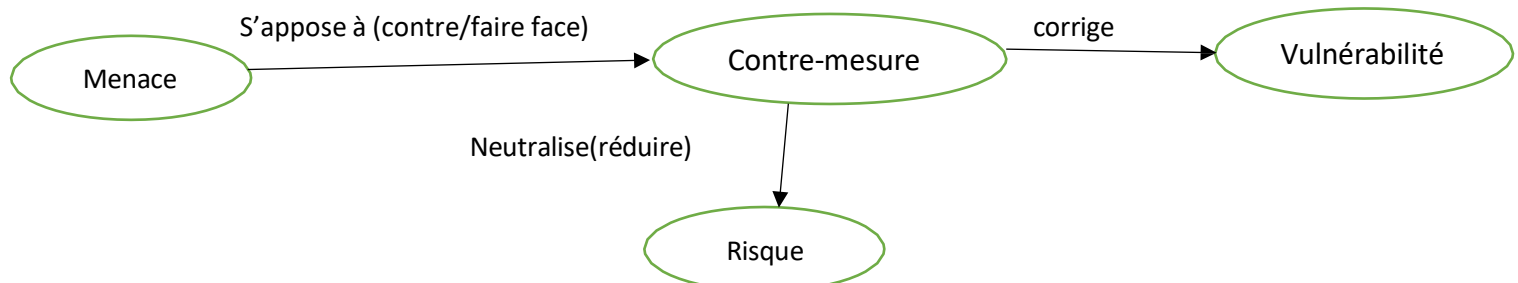 S’appose à (contre/faire face)
corrige
Menace
Contre-mesure
Vulnérabilité
Neutralise(réduire)
Risque